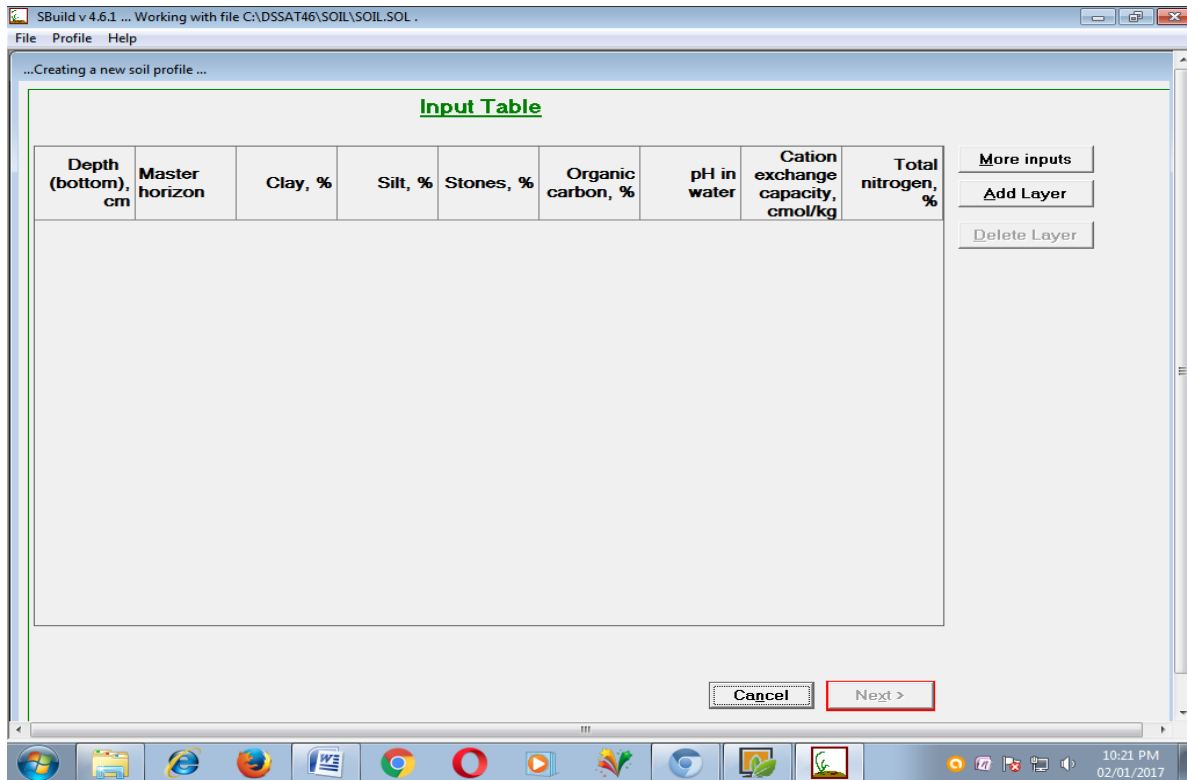 SBuild v 4.6.1 ... Working with file C:\DSSAT46\SOIL\SOIL.SOL .
File Profile Help
...Creating a new soil profile ...
Input Table
Depth (bottom), cm
Master horizon
Clay, %
Silt, %
Stones, %
Organic carbon, %
pH in water
Cation exchange capacity, cmol/kg
Total nitrogen, %
More inputs
Add Layer
Delete Layer
Cancel
Next >
10:21 PM
02/01/2017